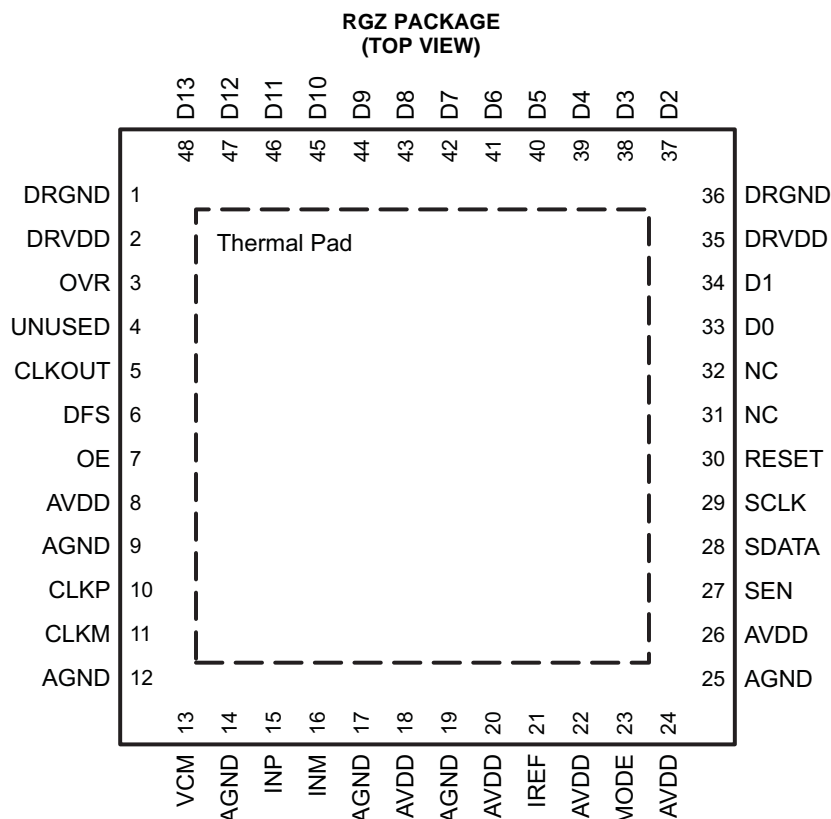 RGZ PACKAGE
(TOP VIEW)
D13 D12 D11 D10 D9 D8 D7 D6 D5 D4 D3 D2
48 47 46 45 44 43 42 41 40 39 38 37
DRGND 1 36 DRGND
DRVDD 2 Thermal Pad 35 DRVDD
OVR 3 34 D1
UNUSED 4 33 D0
CLKOUT 5 32 NC
DFS 6 31 NC
OE 7 30 RESET
AVDD 8 29 SCLK
AGND 9 28 SDATA
CLKP 10 27 SEN
CLKM 11 26 AVDD
AGND 12 25 AGND
13 14 15 16 17 18 19 20 21 22 23 24
VCM AGND INP INM AGND AVDD AGND AVDD IREF AVDD MODE AVDD